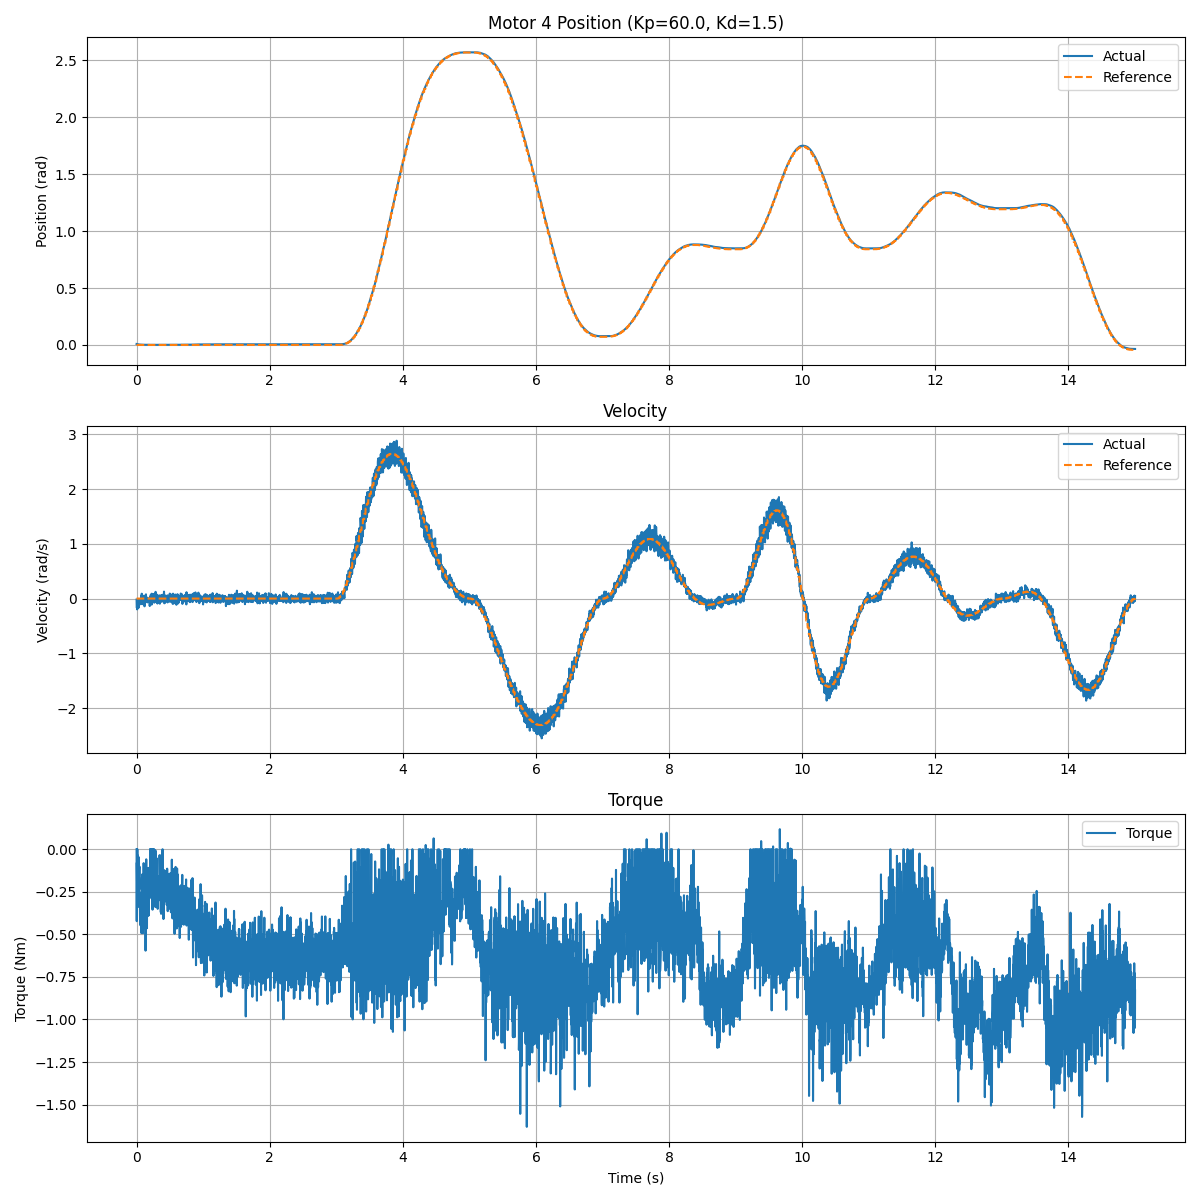 Motor 4 Position (Kp=60.0, Kd=1.5)
Actual
Reference
Position (rad)
2.5
2.0
1.5
1.0
0.5
0.0
0 2 4 6 8 10 12 14
Velocity
Actual
Reference
Velocity (rad/s)
3
2
1
0
−1
−2
0 2 4 6 8 10 12 14
Torque
Torque
Torque (Nm)
0.00
−0.25
−0.50
−0.75
−1.00
−1.25
−1.50
0 2 4 6 8 10 12 14
Time (s)